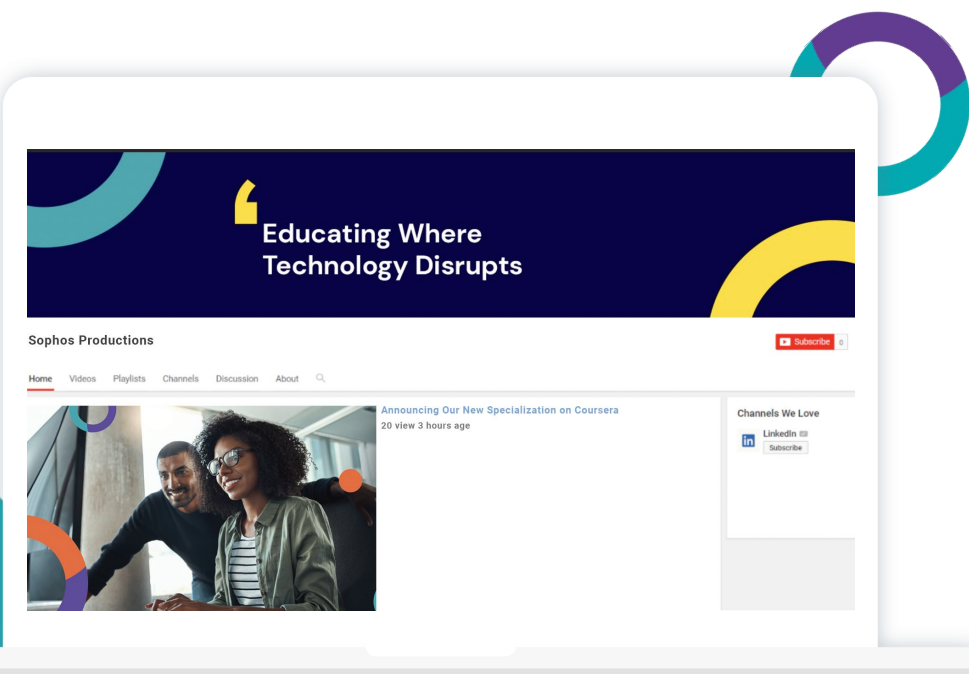 Educating Where
Technology Disrupts
Sophos Productions
Subscribe 0
Home Videos Playlists Channels Discussion About
Announcing Our New Specialization on Coursera
20 view 3 hours ago
Channels We Love
in
LinkedIn
Subscribe